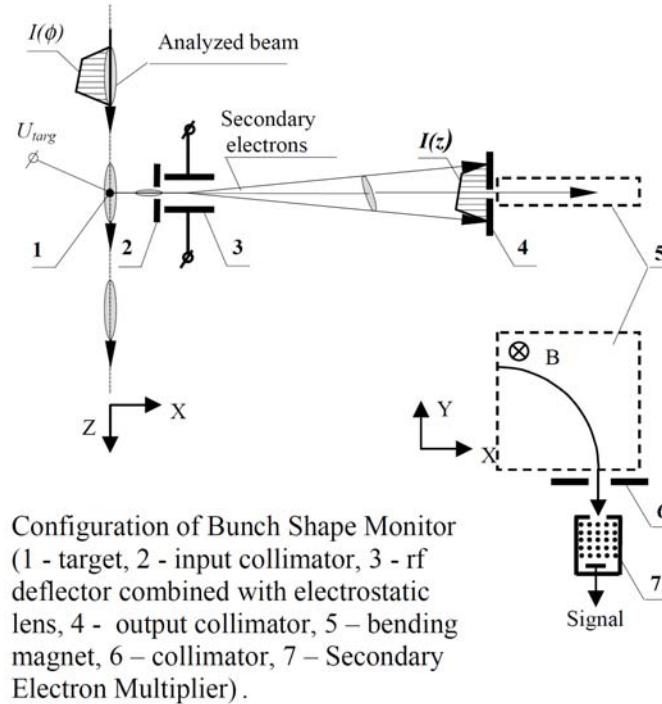 I(ϕ)
Analyzed beam
U targ
Secondary
electrons
I(z)
1
2
3
4
5
B
Z
X
Y
X
7
Signal
Configuration of Bunch Shape Monitor
(1 - target, 2 - input collimator, 3 - rf
deflector combined with electrostatic
lens, 4 -  output collimator, 5 – bending
magnet, 6 – collimator, 7 – Secondary
Electron Multiplier) .